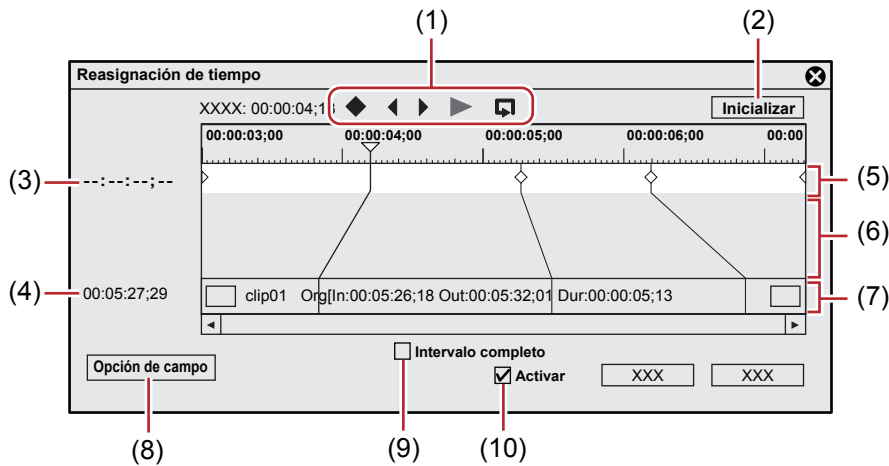 (1) (2)
Reasignación de tiempo
XXXX: 00:00:04;18
Inicializar
00:00:03;00 00:00:04;00 00:00:05;00 00:00:06;00 00:00
(3) --:--:--;-- (5)
(6)
(4) 00:05:27;29 clip01 Org[In:00:05:26;18 Out:00:05:32;01 Dur:00:00:05;13 (7)
Intervalo completo
Opción de campo Activar XXX XXX
(8) (9) (10)